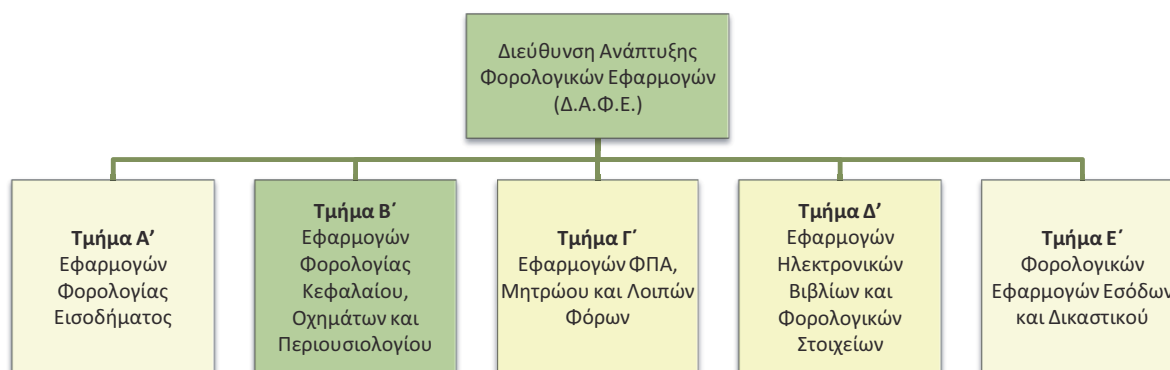 Διεύθυνση Ανάπτυξης
Φορολογικών Εφαρμογών
(Δ.Α.Φ.Ε.)
Τμήμα Α’
Εφαρμογών
Φορολογίας
Εισοδήματος
Τμήμα Β΄
Εφαρμογών
Φορολογίας
Κεφαλαίου,
Οχημάτων και
Περιουσιολογίου
Τμήμα Γ΄
Εφαρμογών ΦΠΑ,
Μητρώου και Λοιπών
Φόρων
Τμήμα Δ’
Εφαρμογών
Ηλεκτρονικών
Βιβλίων και
Φορολογικών
Στοιχείων
Τμήμα Ε΄
Φορολογικών
Εφαρμογών Εσόδων
και Δικαστικού